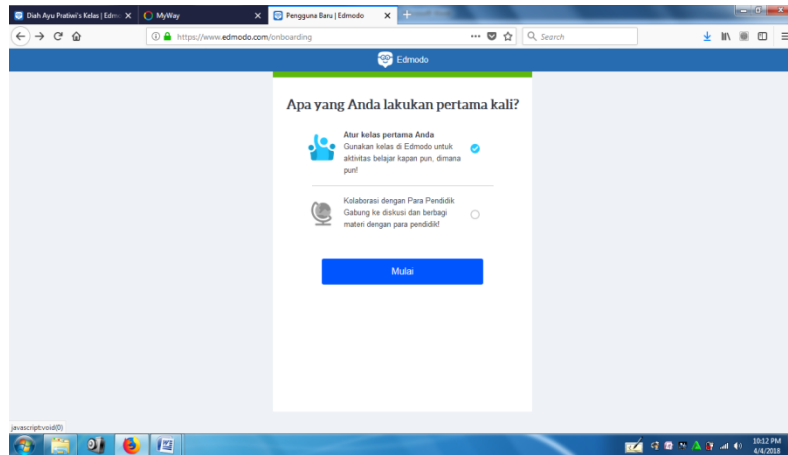 Diah Ayu Pratiwi's Kelas | Edmo
MyWay
Pengguna Baru | Edmodo
https://www.edmodo.com/onboarding
Search
Edmodo
Apa yang Anda lakukan pertama kali?
Atur kelas pertama Anda
Gunakan kelas di Edmodo untuk
aktivitas belajar kapan pun, dimana
pun!
Kolaborasi dengan Para Pendidik
Gabung ke diskusi dan berbagi
materi dengan para pendidik!
Mulai
javascript:void(0)
10:12 PM
4/4/2018